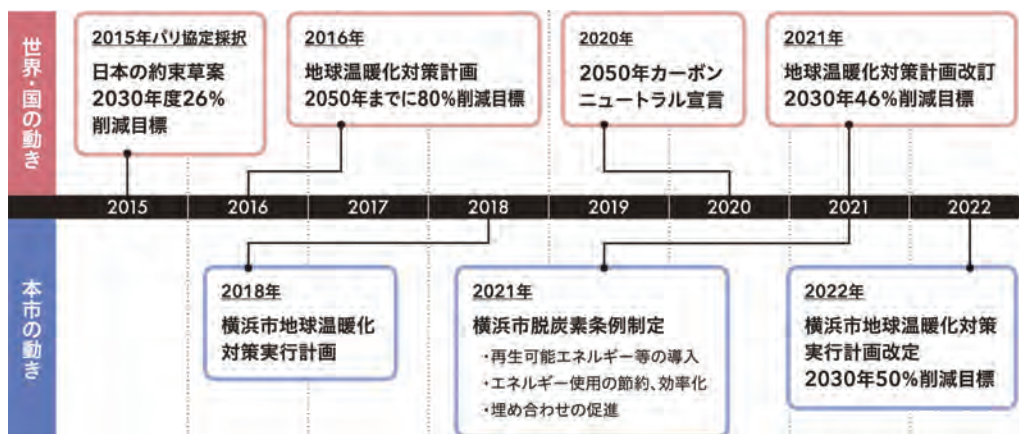 世界・国の動き
2015年パリ協定採択
日本の約束草案
2030年度26%
削減目標
2016年
地球温暖化対策計画
2050年までに80%削減目標
2020年
2050年カーボン
ニュートラル宣言
2021年
地球温暖化対策計画改訂
2030年46%削減目標
2015 2016 2017 2018 2019 2020 2021 2022
本市の動き
2018年
横浜市地球温暖化
対策実行計画
2021年
横浜市脱炭素条例制定
・再生可能エネルギー等の導入
・エネルギー使用の節約、効率化
・埋め合わせの促進
2022年
横浜市地球温暖化対策
実行計画改定
2030年50%削減目標